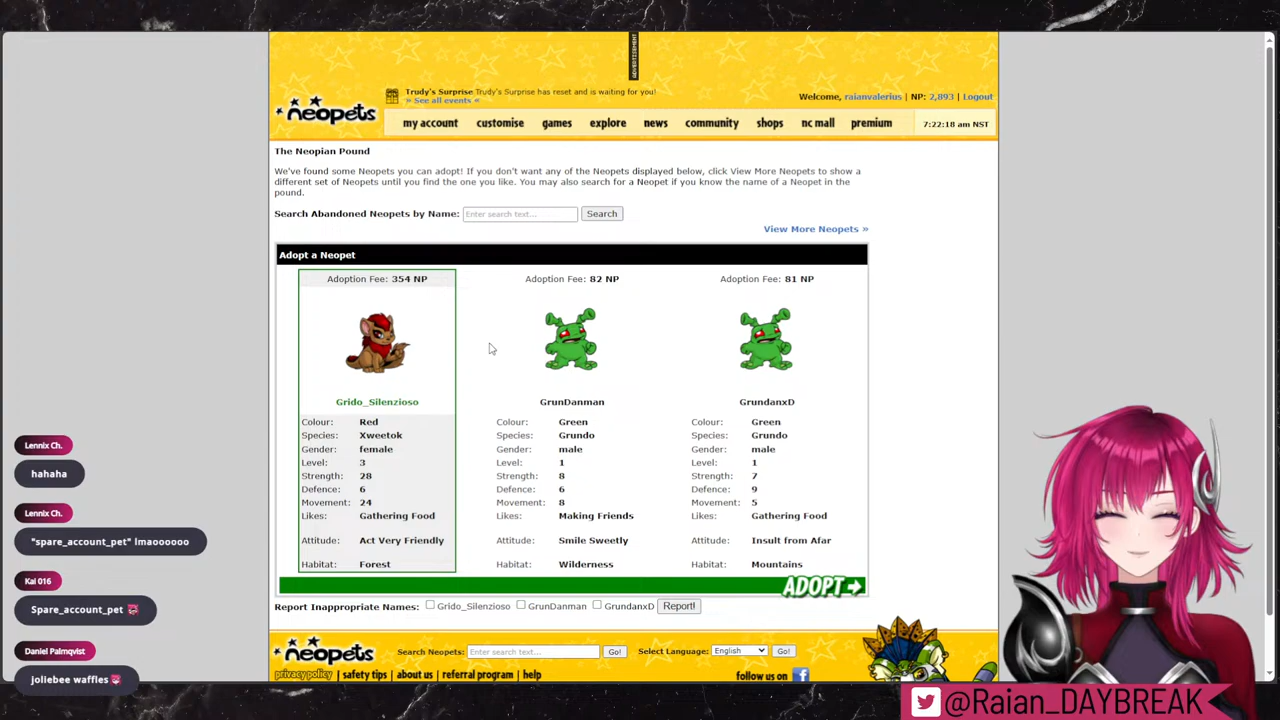 ADVERTISEMENT
Trudy's Surprise Trudy's Surprise has reset and is waiting for you!
» See all events «
Welcome, raianvalerius | NP: 2,893 | Logout
neopets
my account customise games explore news community shops nc mall premium 7:22:18 am NST
The Neopian Pound
We've found some Neopets you can adopt! If you don't want any of the Neopets displayed below, click View More Neopets to show a
different set of Neopets until you find the one you like. You may also search for a Neopet if you know the name of a Neopet in the
pound.
Search Abandoned Neopets by Name: Enter search text... Search
View More Neopets »
Adopt a Neopet
Adoption Fee: 354 NP
Grido_Silenzioso
Colour: Red
Species: Xweetok
Gender: female
Level: 3
Strength: 28
Defence: 6
Movement: 24
Likes: Gathering Food
Attitude: Act Very Friendly
Habitat: Forest
Adoption Fee: 82 NP
GrunDanman
Colour: Green
Species: Grundo
Gender: male
Level: 1
Strength: 8
Defence: 6
Movement: 8
Likes: Making Friends
Attitude: Smile Sweetly
Habitat: Wilderness
Adoption Fee: 81 NP
GrundanxD
Colour: Green
Species: Grundo
Gender: male
Level: 1
Strength: 7
Defence: 9
Movement: 5
Likes: Gathering Food
Attitude: Insult from Afar
Habitat: Mountains
ADOPT
Report Inappropriate Names: Grido_Silenzioso GrunDanman GrundanxD Report!
neopets
Search Neopets: Enter search text... Go! Select Language: English Go!
privacy policy | safety tips | about us | referral program | help
follow us on
Lennix Ch.
hahaha
Lennix Ch.
"spare_account_pet" lmaoooooo
Kai 016
Spare_account_pet
Daniel Palmqvist
joliebee waffles
@Raian_DAYBREAK